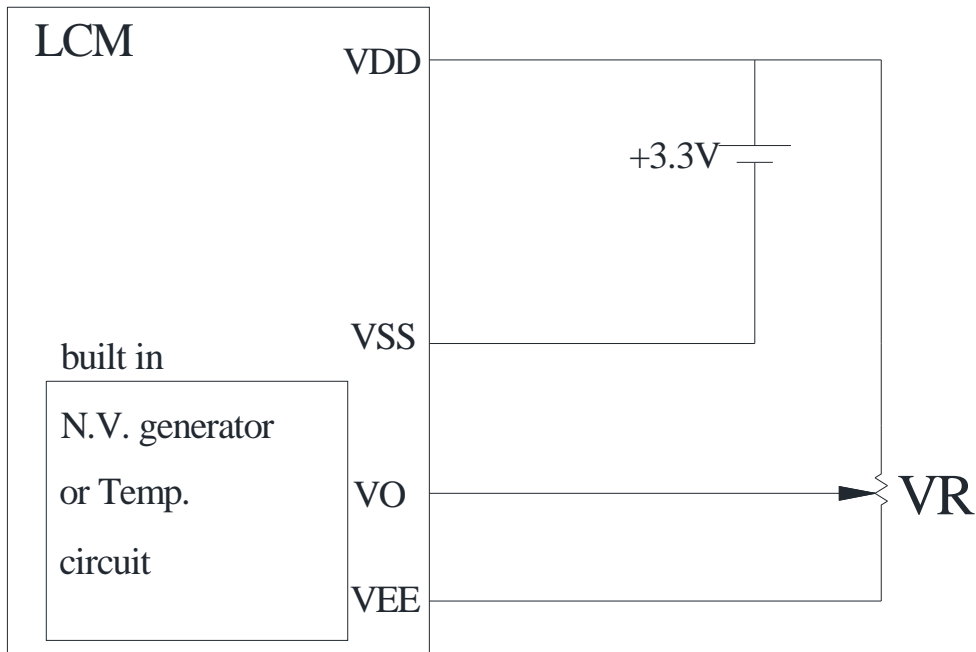 LCM
VDD
+3.3V
VSS
built in
N.V. generator
or Temp.
circuit
VO
VR
VEE